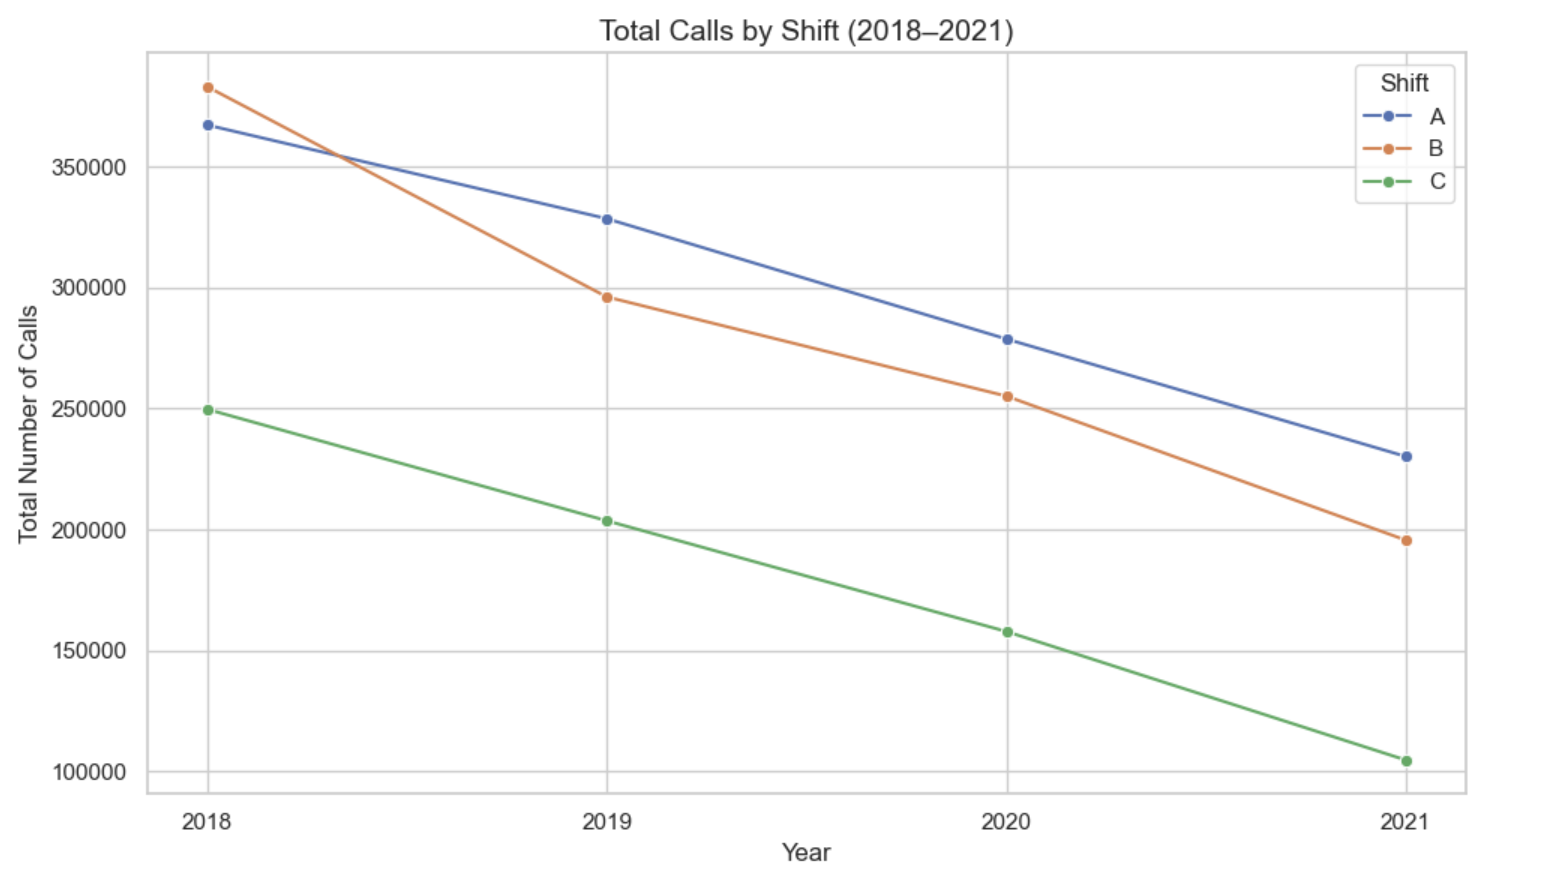 Total Calls by Shift (2018–2021)
Shift
A
B
C
Total Number of Calls
350000
300000
250000
200000
150000
100000
2018
2019
2020
2021
Year